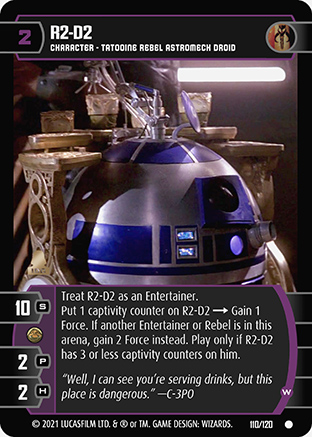 2
R2-D2
CHARACTER - TATOOINE REBEL ASTROMECH DROID
10 S
2 P
2 H
Treat R2-D2 as an Entertainer.
Put 1 captivity counter on R2-D2 → Gain 1
Force. If another Entertainer or Rebel is in this
arena, gain 2 Force instead. Play only if R2-D2
has 3 or less captivity counters on him.
“Well, I can see you’re serving drinks, but this
place is dangerous.” —C-3PO
W
© 2021 LUCASFILM LTD. & ® or TM. GAME DESIGN: WIZARDS.
110/120